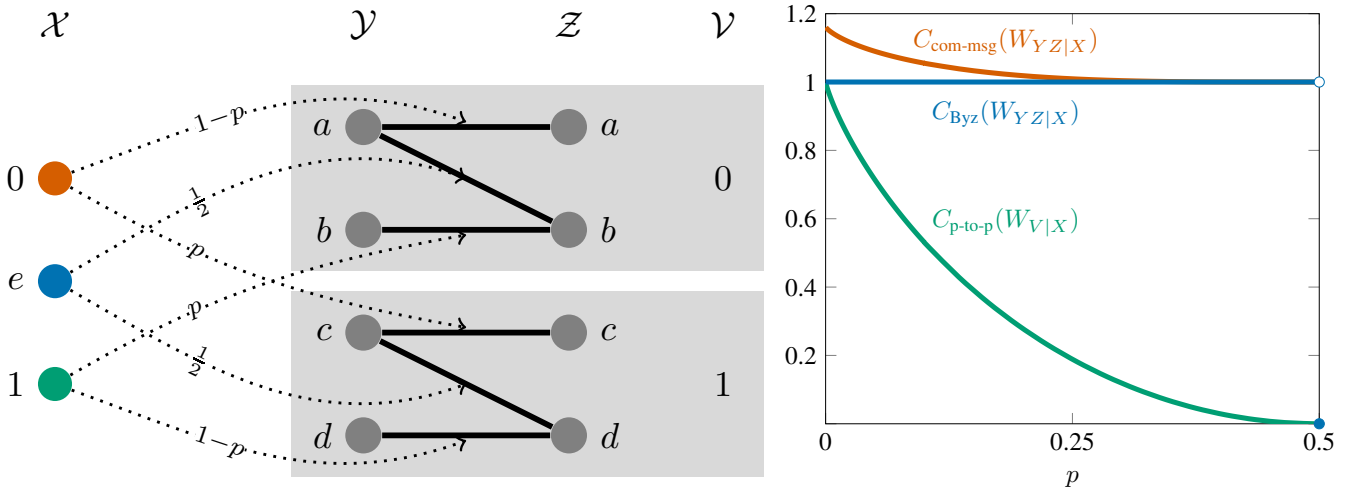 𝒳 𝒴 𝒵 𝒱
0
e
1
1−p
1/2
p
p
1/2
1−p
a a
b b
0
c c
d d
1
1.2
1
0.8
0.6
0.4
0.2
C_com-msg(W_YZ|X)
C_Byz(W_YZ|X)
C_p-to-p(W_V|X)
0 0.25 0.5
p